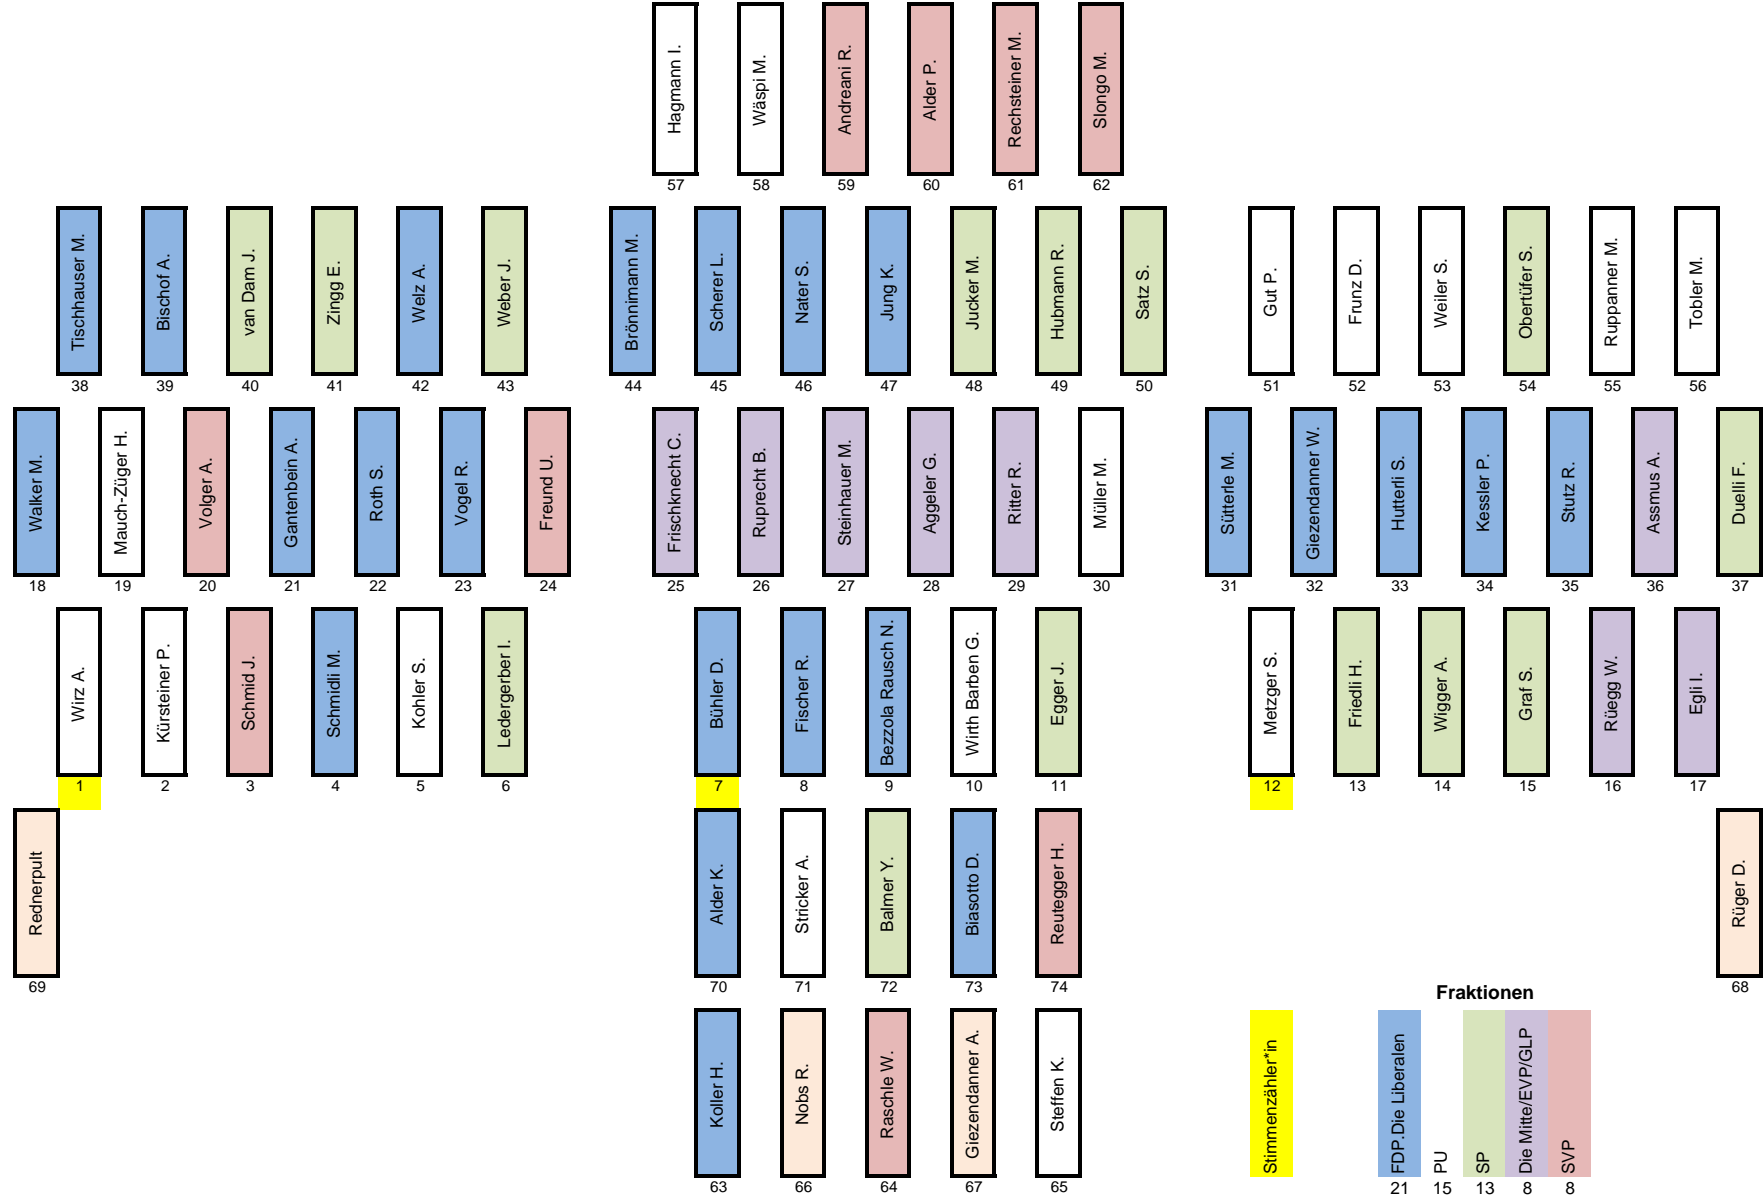 Hagmann I.
Wäspi M.
Andreani R.
Alder P.
Rechsteiner M.
Slongo M.
57
58
59
60
61
62
Tischhauser M.
Bischof A.
van Dam J.
Zingg E.
Welz A.
Weber J.
Brönnimann M.
Scherer L.
Nater S.
Jung K.
Jucker M.
Hubmann R.
Satz S.
Gut P.
Frunz D.
Weiler S.
Obertüfer S.
Ruppanner M.
Tobler M.
38
39
40
41
42
43
44
45
46
47
48
49
50
51
52
53
54
55
56
Walker M.
Mauch-Züger H.
Volger A.
Gantenbein A.
Roth S.
Vogel R.
Freund U.
Frischknecht C.
Ruprecht B.
Steinhauer M.
Aggeler G.
Ritter R.
Müller M.
Sütterle M.
Giezendanner W.
Hutterli S.
Kessler P.
Stutz R.
Assmus A.
Duelli F.
18
19
20
21
22
23
24
25
26
27
28
29
30
31
32
33
34
35
36
37
Wirz A.
Kürsteiner P.
Schmid J.
Schmidli M.
Kohler S.
Ledergerber I.
Bühler D.
Fischer R.
Bezzola Rausch N.
Wirth Barben G.
Egger J.
Metzger S.
Friedli H.
Wigger A.
Graf S.
Rüegg W.
Egli I.
1
2
3
4
5
6
7
8
9
10
11
12
13
14
15
16
17
Rednerpult
Alder K.
Stricker A.
Balmer Y.
Biasotto D.
Reutegger H.
Rüger D.
69
70
71
72
73
74
68
Fraktionen
Koller H.
Nobs R.
Raschle W.
Giezendanner A.
Steffen K.
Stimmenzähler*in
FDP.Die Liberalen
PU
SP
Die Mitte/EVP/GLP
SVP
63
66
64
67
65
21
15
13
8
8